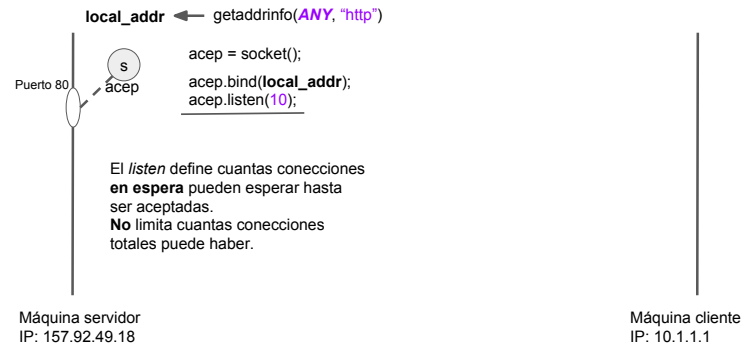 local_addr getaddrinfo(ANY, “http”)
s
acep
Puerto 80
acep = socket();
acep.bind(local_addr);
acep.listen(10);
El listen define cuantas conecciones
en espera pueden esperar hasta
ser aceptadas.
No limita cuantas conecciones
totales puede haber.
Máquina servidor
IP: 157.92.49.18
Máquina cliente
IP: 10.1.1.1